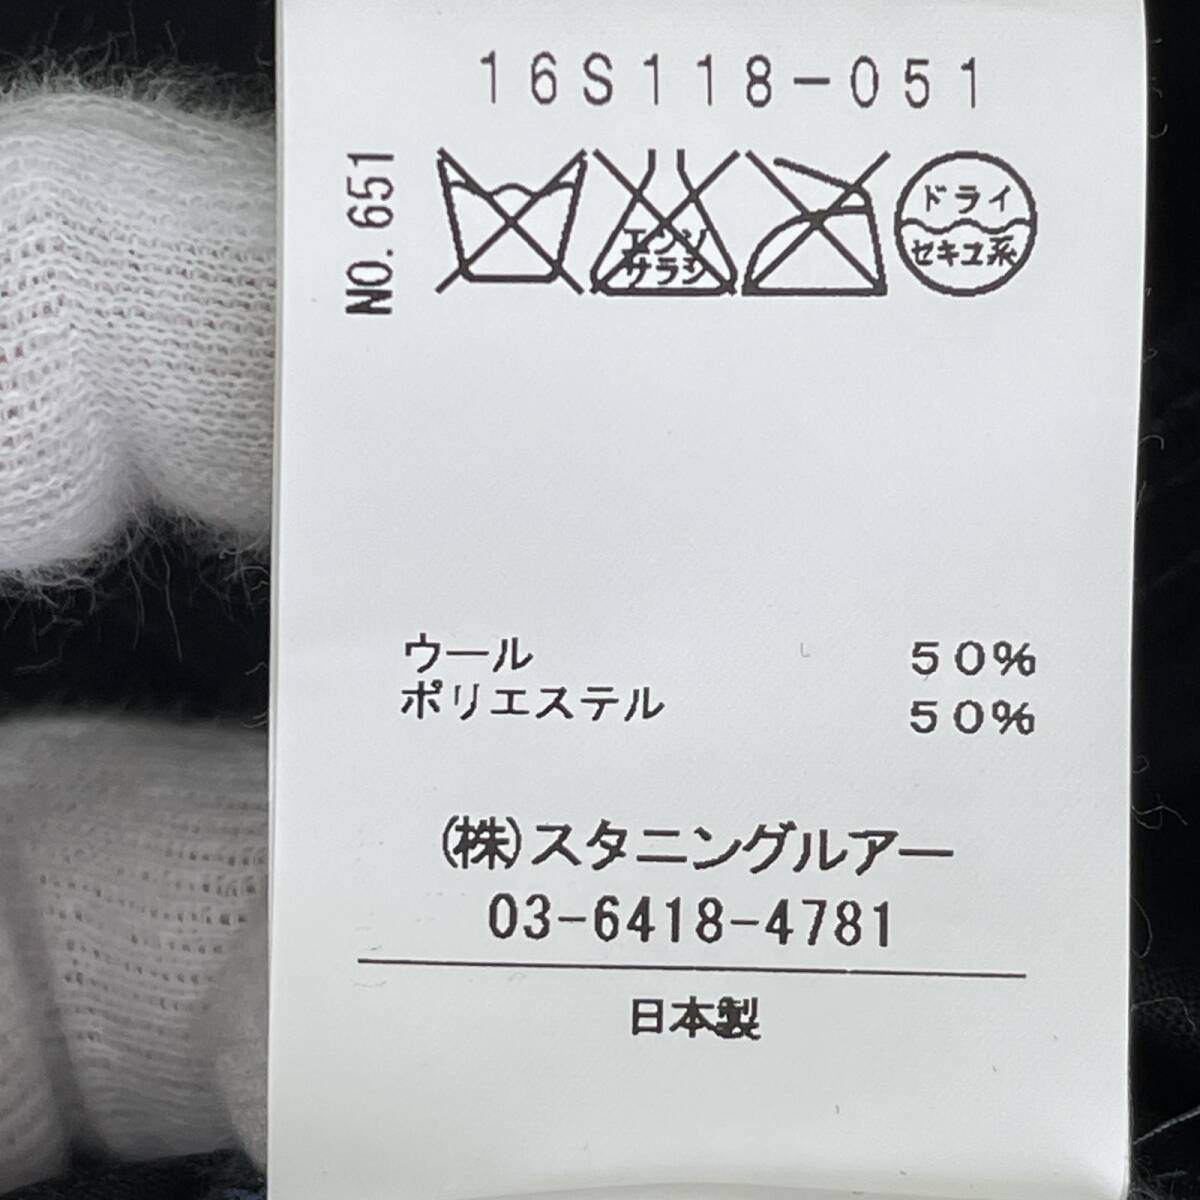 16S118-051
NO.651
エンソ
サラシ
ドライ
セキユ系
ウール 50%
ポリエステル 50%
(株)スタニングルアー
03-6418-4781
日本製